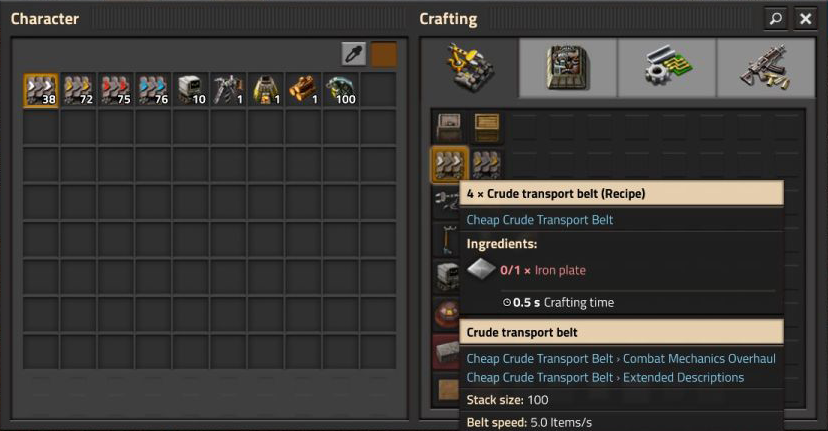 Character
Crafting
38
72
75
76
10
1
1
1
100
4 × Crude transport belt (Recipe)
Cheap Crude Transport Belt
Ingredients:
0/1 × Iron plate
0.5 s Crafting time
Crude transport belt
Cheap Crude Transport Belt › Combat Mechanics Overhaul
Cheap Crude Transport Belt › Extended Descriptions
Stack size: 100
Belt speed: 5.0 Items/s